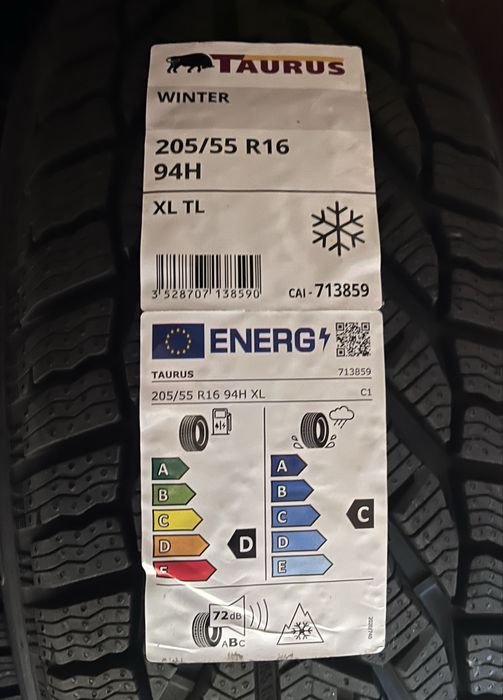 TAURUS
WINTER
205/55 R16
94H
XL TL
3 528707 138590
CAI - 713859
ENERG
TAURUS 713859
205/55 R16 94H XL C1
A A
B B
C C C
D D D
E E
72dB
ABC